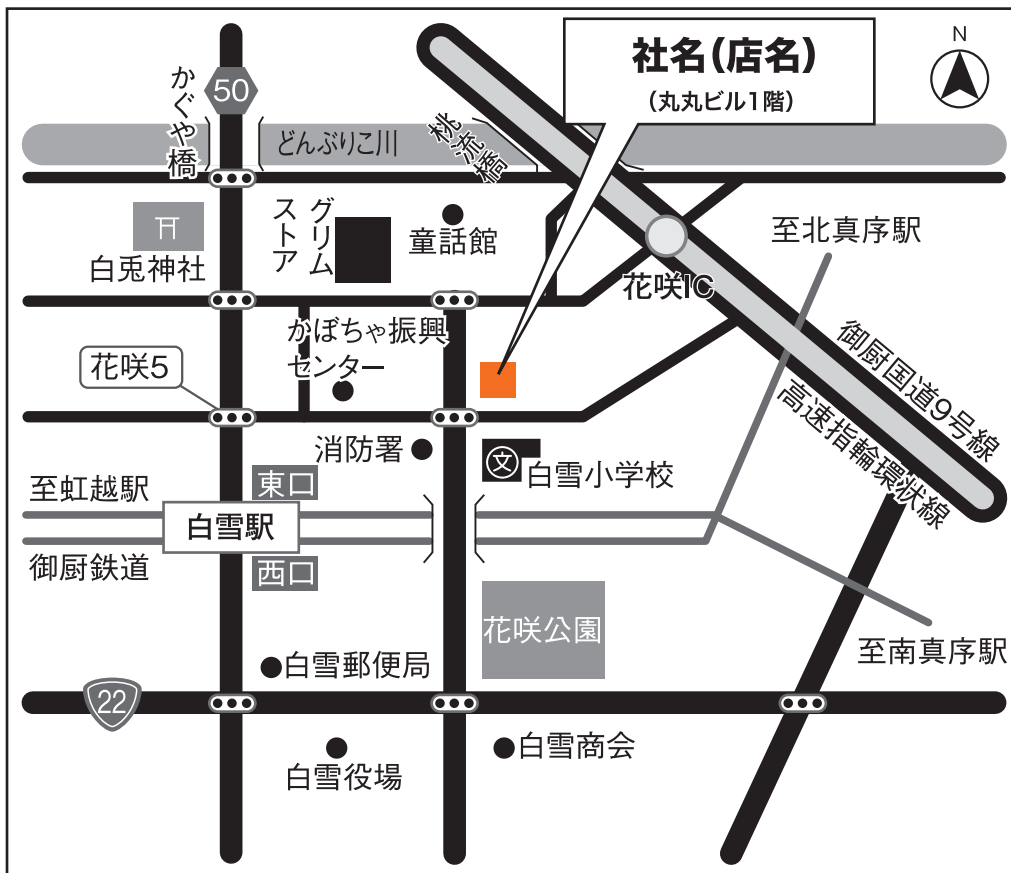 社名(店名)
(丸丸ビル1階)
N
50
かぐや橋
どんぶりこ川
桃流橋
白兎神社
グリム
ストア
童話館
花咲IC
至北真序駅
かぼちゃ振興
センター
花咲5
御厨国道9号線
高速指輪環状線
消防署
文
白雪小学校
至虹越駅
東口
白雪駅
御厨鉄道
西口
花咲公園
至南真序駅
白雪郵便局
22
白雪役場
白雪商会